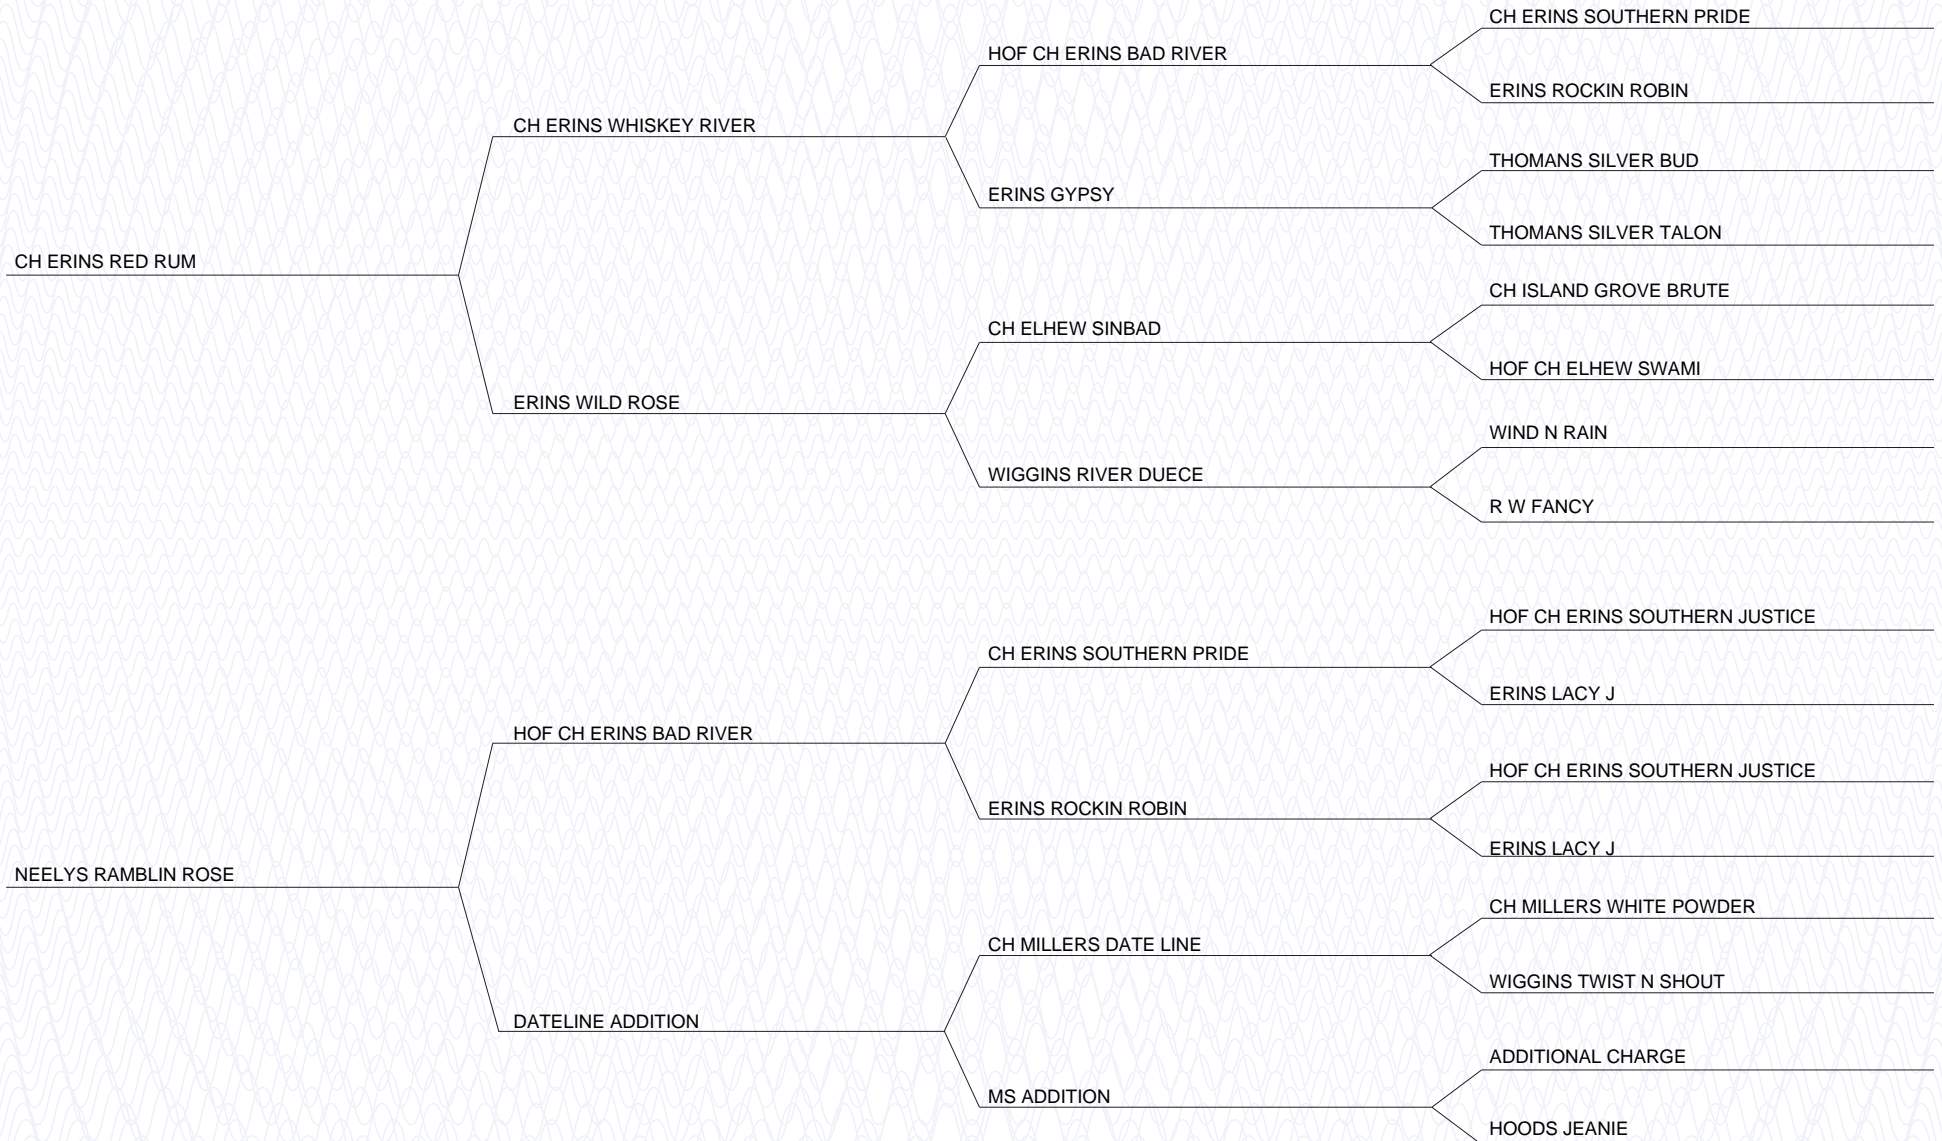 CH ERINS SOUTHERN PRIDE
HOF CH ERINS BAD RIVER
ERINS ROCKIN ROBIN
CH ERINS WHISKEY RIVER
THOMANS SILVER BUD
ERINS GYPSY
THOMANS SILVER TALON
CH ERINS RED RUM
CH ISLAND GROVE BRUTE
CH ELHEW SINBAD
HOF CH ELHEW SWAMI
ERINS WILD ROSE
WIND N RAIN
WIGGINS RIVER DUECE
R W FANCY
HOF CH ERINS SOUTHERN JUSTICE
CH ERINS SOUTHERN PRIDE
ERINS LACY J
HOF CH ERINS BAD RIVER
HOF CH ERINS SOUTHERN JUSTICE
ERINS ROCKIN ROBIN
ERINS LACY J
NEELYS RAMBLIN ROSE
CH MILLERS WHITE POWDER
CH MILLERS DATE LINE
WIGGINS TWIST N SHOUT
DATELINE ADDITION
ADDITIONAL CHARGE
MS ADDITION
HOODS JEANIE